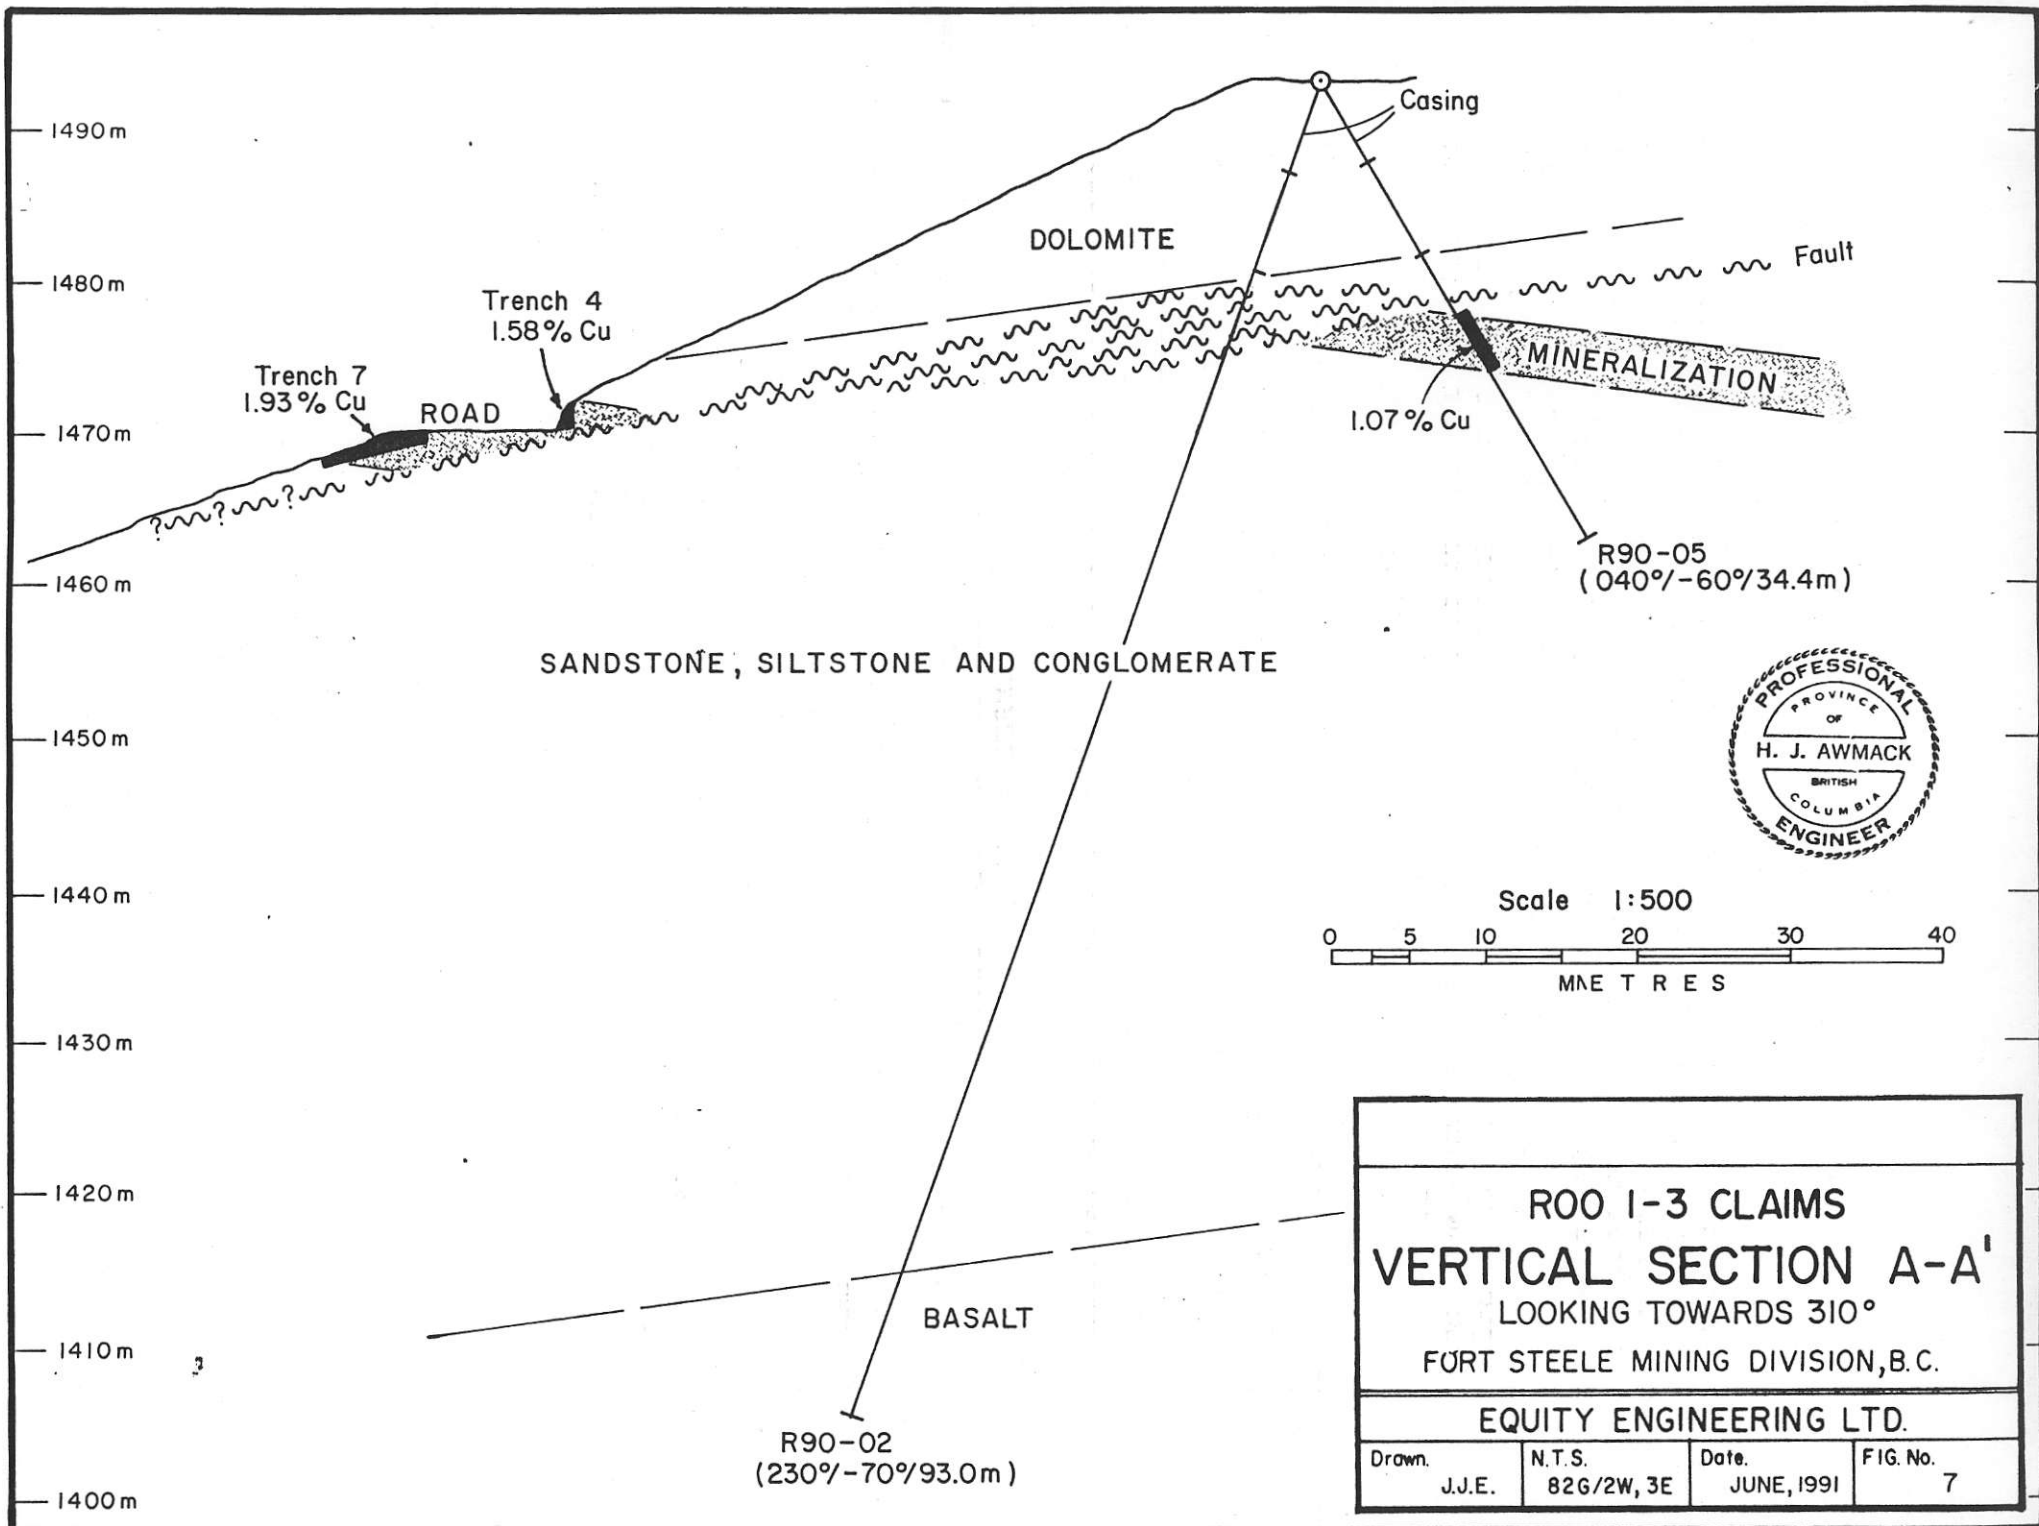 1490m
1480m
1470m
1460m
1450m
1440m
1430m
1420m
1410m
1400m
Casing
DOLOMITE
Fault
Trench 4
1.58% Cu
Trench 7
1.93% Cu
ROAD
MINERALIZATION
1.07% Cu
? ? ?
R90-05
(040°/-60°/34.4m)
SANDSTONE, SILTSTONE AND CONGLOMERATE
PROFESSIONAL
PROVINCE
OF
H. J. AWMACK
BRITISH
COLUMBIA
ENGINEER
Scale 1:500
0 5 10 20 30 40
METRES
BASALT
R90-02
(230°/-70°/93.0m)
ROO 1-3 CLAIMS
VERTICAL SECTION A-A'
LOOKING TOWARDS 310°
FORT STEELE MINING DIVISION, B.C.
EQUITY ENGINEERING LTD.
Drawn. J.J.E.
N.T.S. 82G/2W, 3E
Date. JUNE, 1991
FIG. No. 7